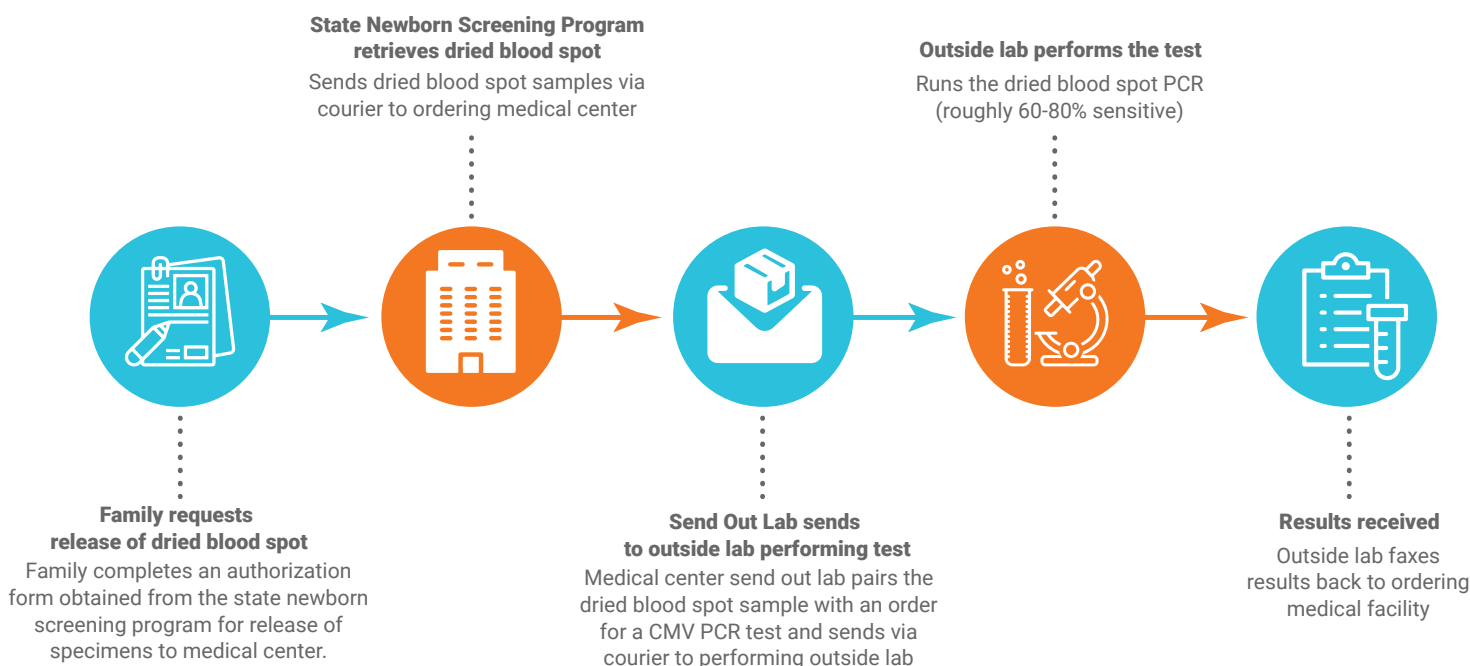 Family requests
release of dried blood spot
Family completes an authorization
form obtained from the state newborn
screening program for release of
specimens to medical center.
State Newborn Screening Program
retrieves dried blood spot
Sends dried blood spot samples via
courier to ordering medical center
Send Out Lab sends
to outside lab performing test
Medical center send out lab pairs the
dried blood spot sample with an order
for a CMV PCR test and sends via
courier to performing outside lab
Outside lab performs the test
Runs the dried blood spot PCR
(roughly 60-80% sensitive)
Results received
Outside lab faxes
results back to ordering
medical facility